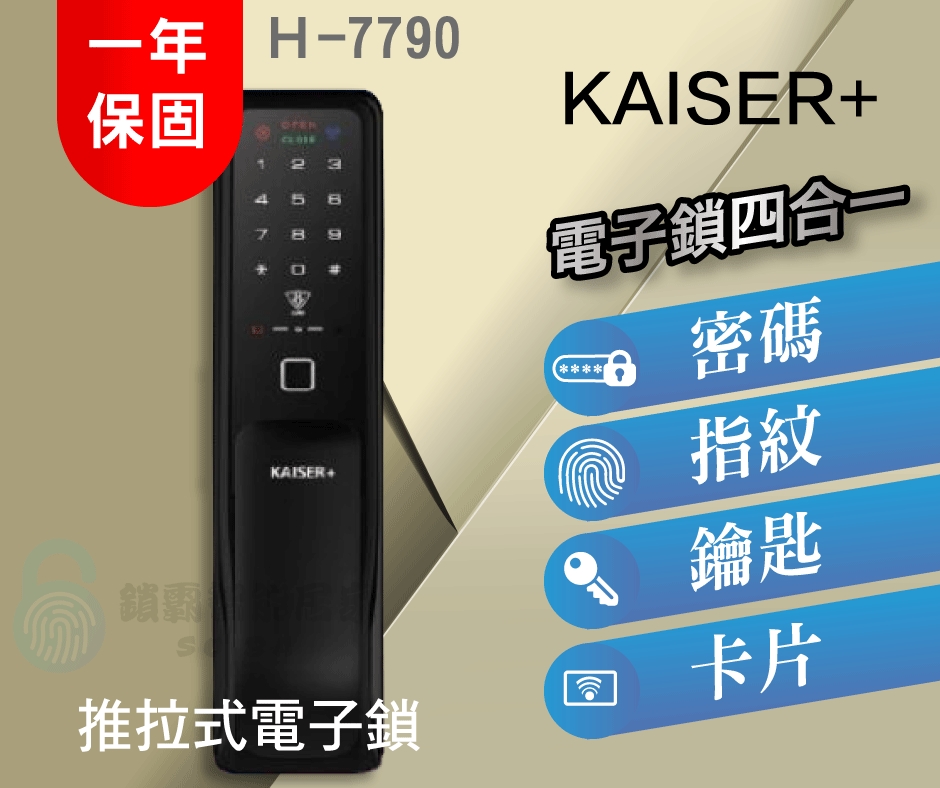 一年
保固
H-7790
KAISER+
電子鎖四合一
OPEN
CLOSE
1 2 3
4 5 6
7 8 9
* 0 #
KAISER+
****
密碼
指紋
鑰匙
卡片
推拉式電子鎖